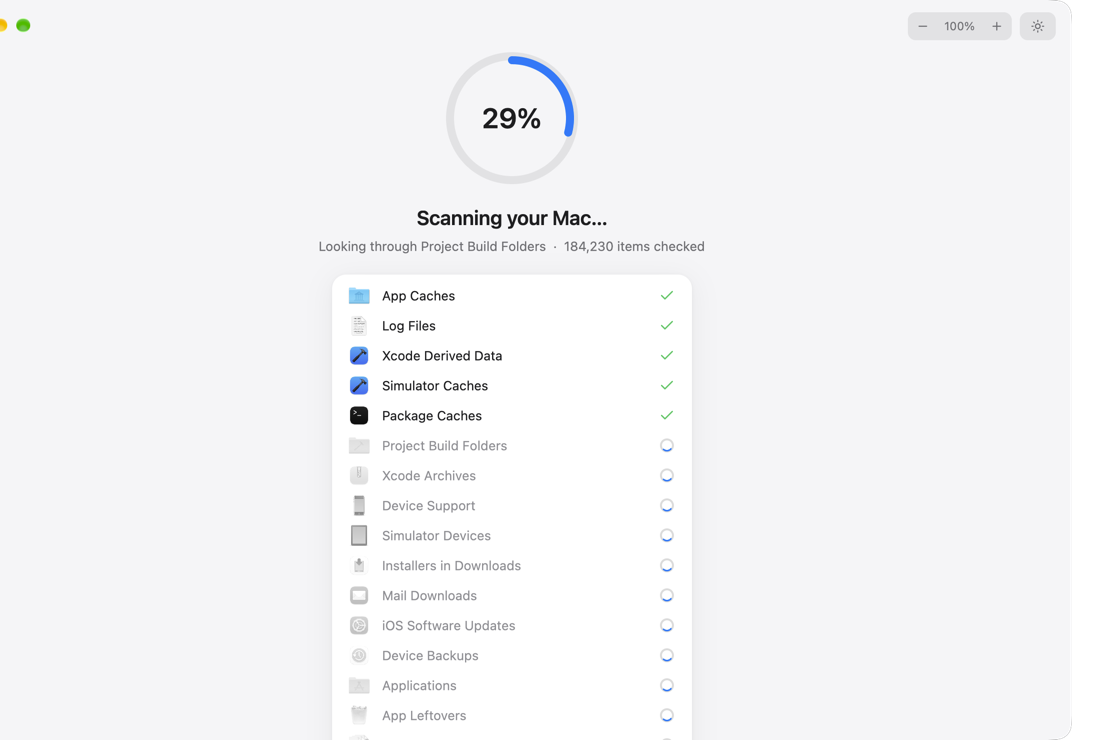 − 100% +
29%
Scanning your Mac...
Looking through Project Build Folders · 184,230 items checked
App Caches
Log Files
Xcode Derived Data
Simulator Caches
Package Caches
Project Build Folders
Xcode Archives
Device Support
Simulator Devices
Installers in Downloads
Mail Downloads
iOS Software Updates
Device Backups
Applications
App Leftovers